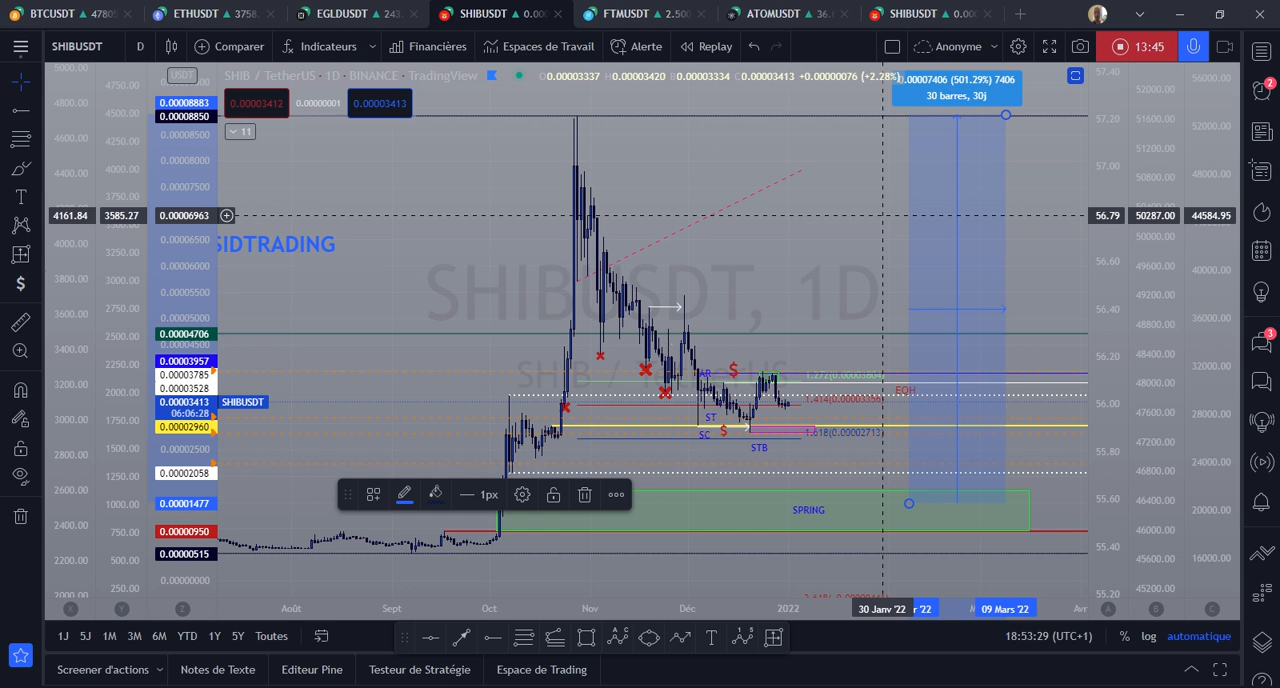 BTCUSDT ▲ 4780
ETHUSDT ▲ 3758.
EGLDUSDT ▲ 243.
SHIBUSDT ▲ 0.00
FTMUSDT ▲ 2.500
ATOMUSDT ▲ 36.
SHIBUSDT ▲ 0.00
SHIBUSDT
D
Comparer
Indicateurs
Financières
Espaces de Travail
Alerte
Replay
Anonyme
13:45
SHIB / TetherUS · 1D · BINANCE · TradingView
O0.00003337 H0.00003420 B0.00003334 C0.00003413 +0.00000076 (+2.28%)
0.00003412
0.00000001
0.00003413
11
0.00007406 (501.29%) 7406
30 barres, 30j
5000.00
4800.00
4600.00
4400.00
4200.00
4161.84
4000.00
3800.00
3600.00
3400.00
3200.00
3000.00
2800.00
2600.00
2400.00
2200.00
2000.00
4750.00
4500.00
4250.00
4000.00
3750.00
3585.27
3500.00
3250.00
3000.00
2750.00
2500.00
2250.00
2000.00
1750.00
1500.00
1250.00
1000.00
750.00
500.00
250.00
USDT
0.00008883
0.00008850
0.00008500
0.00008000
0.00007500
0.00006963
0.00006500
0.00006000
0.00005500
0.00005000
0.00004706
0.00004500
0.00003957
0.00003785
0.00003528
0.00003413
06:06:28
0.00002960
0.00002500
0.00002058
0.00001477
0.00000950
0.00000515
0.00000000
SHIBUSDT
SIDTRADING
SHIBUSDT, 1D
SHIB / TetherUS
AR
$
1.272(0.00003804)
EQH
1.414(0.00003356)
ST
SC
$
STB
1.618(0.00002713)
SPRING
1px
57.40
57.20
57.00
56.79
56.60
56.40
56.20
56.00
55.80
55.60
55.40
55.20
52000.00
51600.00
51200.00
50800.00
50287.00
50000.00
49600.00
49200.00
48800.00
48400.00
48000.00
47600.00
47200.00
46800.00
46400.00
46000.00
45600.00
45200.00
56000.00
52000.00
48000.00
44584.95
40000.00
36000.00
32000.00
28000.00
24000.00
20000.00
16000.00
2
3
X
Y
Z
Août
Sept
Oct
Nov
Déc
2022
30 Janv '22
r '22
09 Mars '22
Avr
A
B
C
1J
5J
1M
3M
6M
YTD
1Y
5Y
Toutes
18:53:29 (UTC+1)
%
log
automatique
Screener d'actions
Notes de Texte
Editeur Pine
Testeur de Stratégie
Espace de Trading